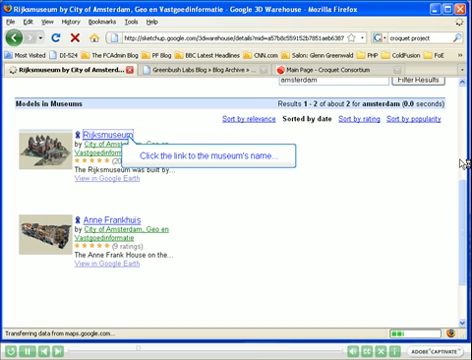 Rijksmuseum by City of Amsterdam, Geo en Vastgoedinformatie - Google 3D Warehouse - Mozilla Firefox
File Edit View History Bookmarks Tools Help
croquet project
Most Visited DI-524 The PCAdmin Blog PF Blog BBC Latest Headlines CNN.com Salon: Glenn Greenwald PHP ColdFusion FoE
Rijksmuseum by City of Amsterd... Greenbush Labs Blog » Blog Archive »... Main Page - Croquet Consortium
amsterdam Filter Results
Models in Museums Results 1 - 2 of about 2 for amsterdam (0.0 seconds)
Sort by relevance Sorted by date Sort by rating Sort by popularity
Rijksmuseum
by City of Amsterdam, Geo en
Vastgoedinformatie
Click the link to the museum's name...
The Rijksmuseum was built by...
View in Google Earth
Anne Frankhuis
by City of Amsterdam, Geo en
Vastgoedinformatie
(9 ratings)
The Anne Frank House on the...
View in Google Earth
Transferring data from maps.google.com...
ADOBE CAPTIVATE